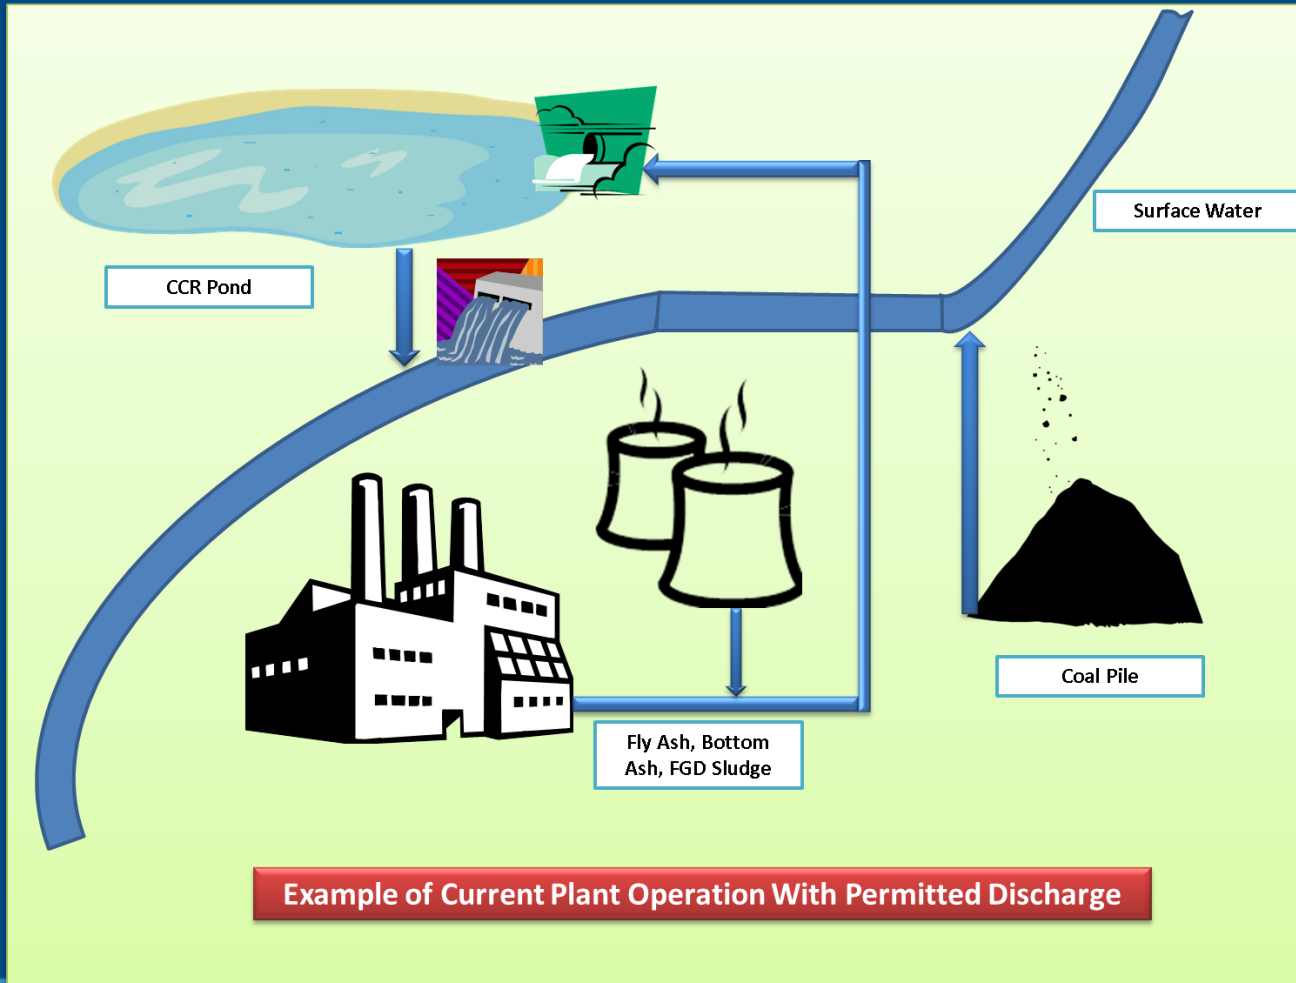 Surface Water
CCR Pond
Coal Pile
Fly Ash, Bottom
Ash, FGD Sludge
Example of Current Plant Operation With Permitted Discharge